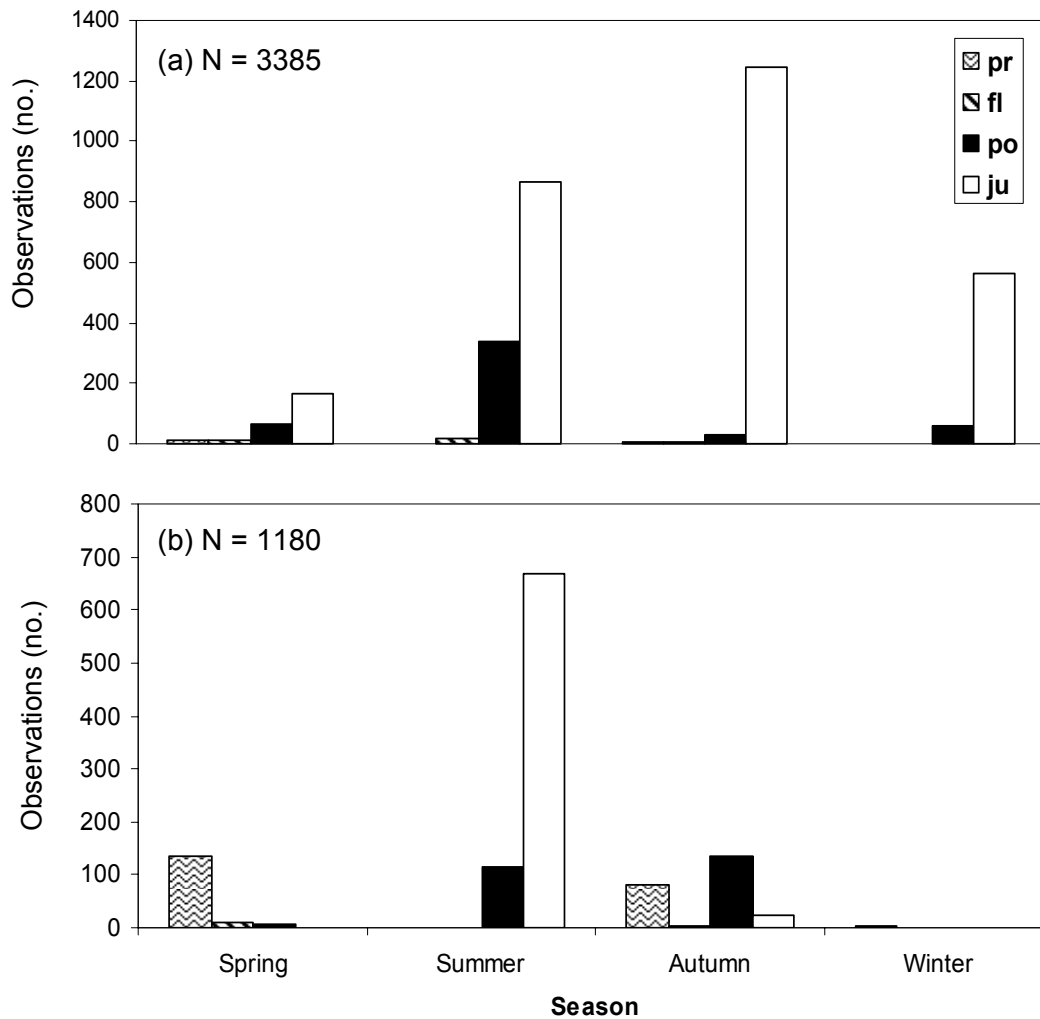 1400
(a) N = 3385
1200
1000
800
600
400
200
0
Observations (no.)
pr
fl
po
ju
800
(b) N = 1180
700
600
500
400
300
200
100
0
Observations (no.)
Spring Summer Autumn Winter
Season